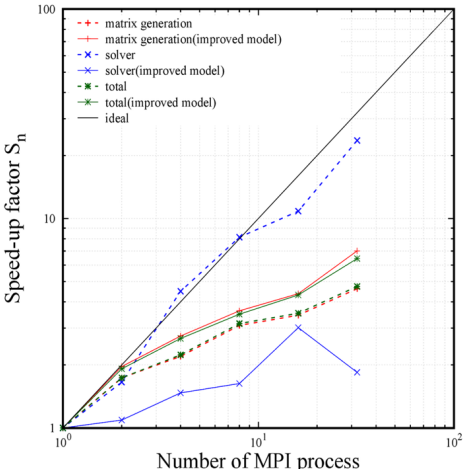 100
matrix generation
matrix generation(improved model)
solver
solver(improved model)
total
total(improved model)
ideal
Speed-up factor Sn
10
1
10^0
10^1
10^2
Number of MPI process